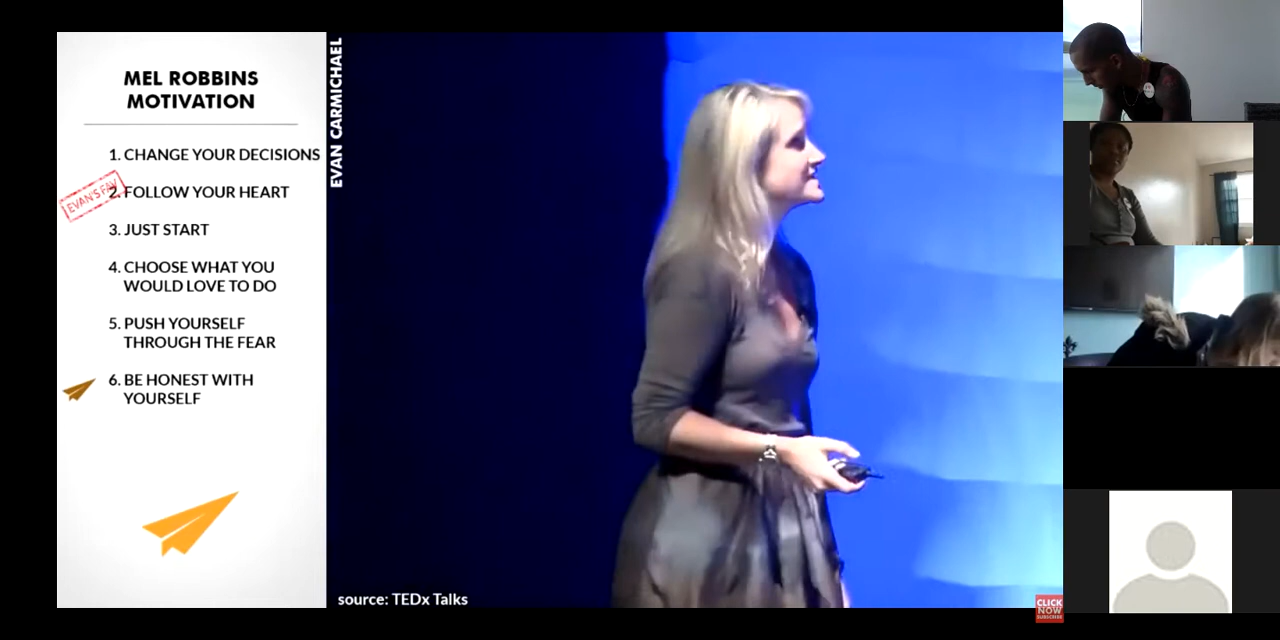 MEL ROBBINS
MOTIVATION
1. CHANGE YOUR DECISIONS
EVAN'S FAV
2. FOLLOW YOUR HEART
3. JUST START
4. CHOOSE WHAT YOU
WOULD LOVE TO DO
5. PUSH YOURSELF
THROUGH THE FEAR
6. BE HONEST WITH
YOURSELF
EVAN CARMICHAEL
source: TEDx Talks
CLICK
NOW
SUBSCRIBE